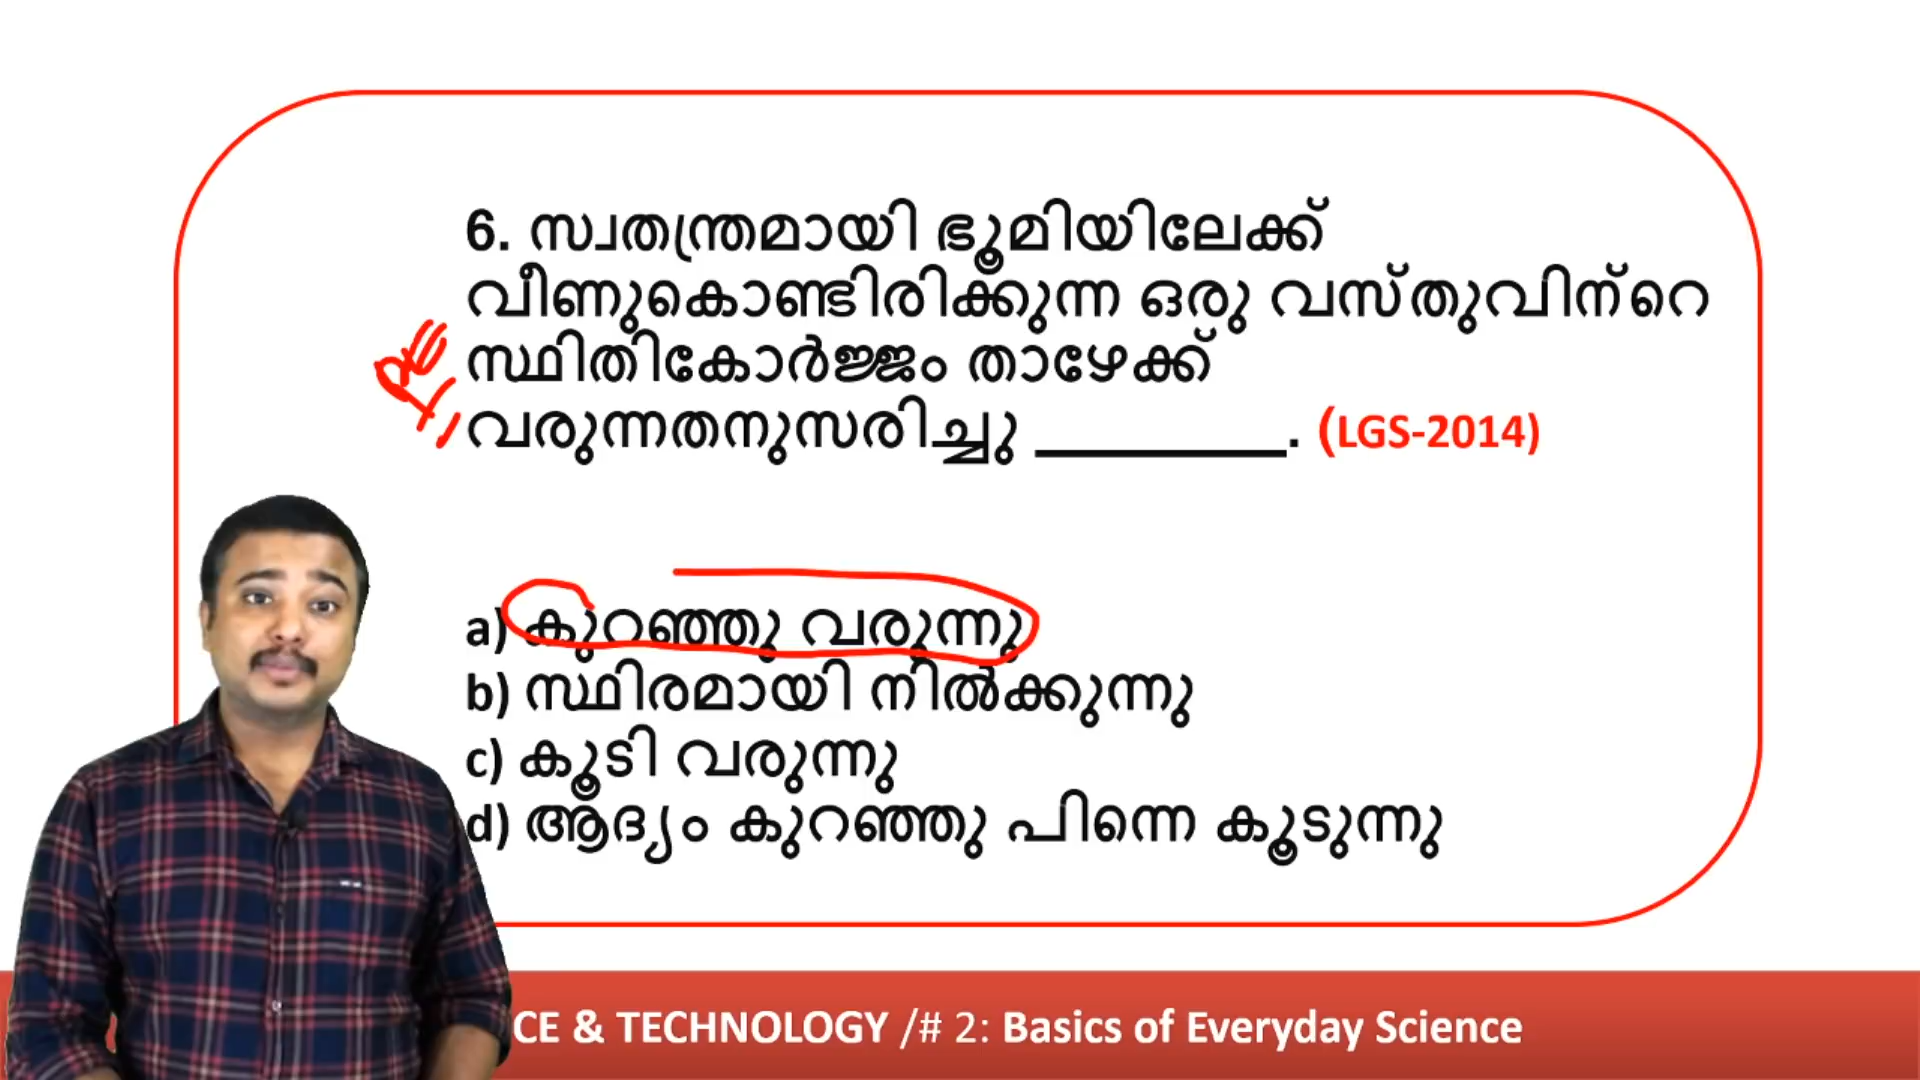 6. സ്വതന്ത്രമായി ഭൂമിയിലേക്ക്
വീണുകൊണ്ടിരിക്കുന്ന ഒരു വസ്തുവിന്റെ
സ്ഥിതികോർജ്ജം താഴേക്ക്
വരുന്നതനുസരിച്ചു ________. (LGS-2014)
a) കുറഞ്ഞു വരുന്നു
b) സ്ഥിരമായി നിൽക്കുന്നു
c) കൂടി വരുന്നു
d) ആദ്യം കുറഞ്ഞു പിന്നെ കൂടുന്നു
CE & TECHNOLOGY /# 2: Basics of Everyday Science